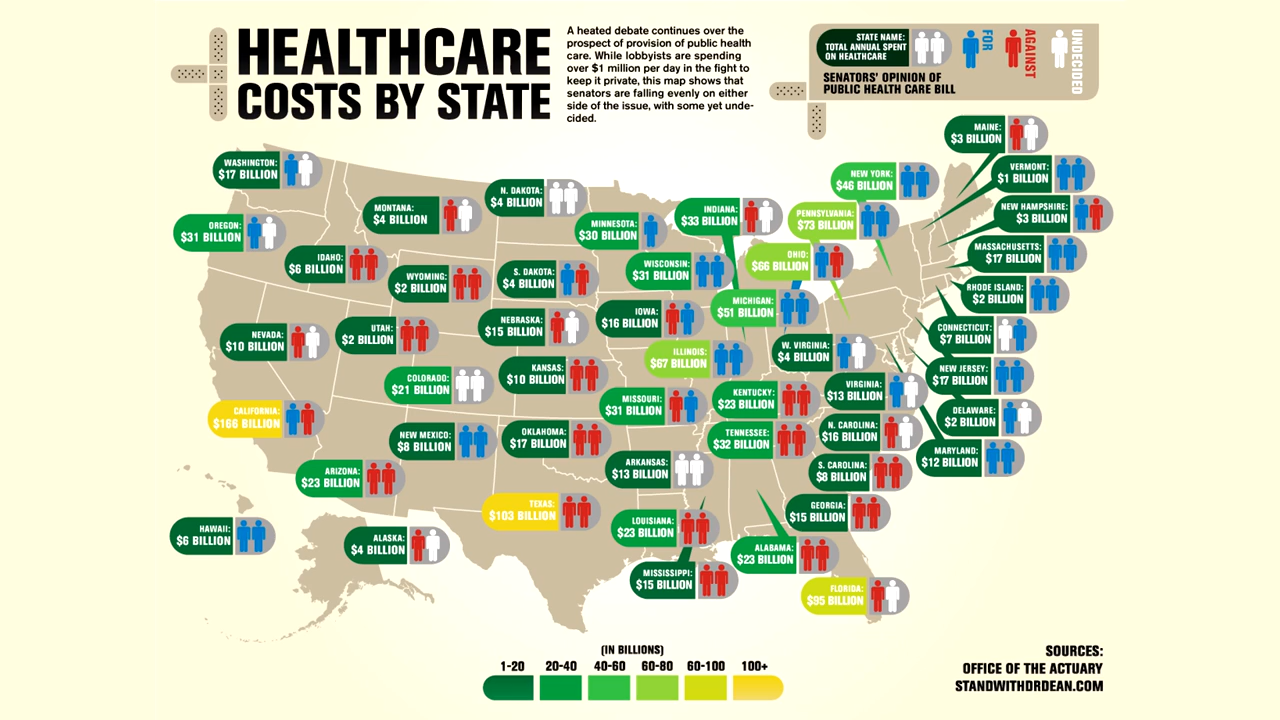 HEALTHCARE
COSTS BY STATE
A heated debate continues over the
prospect of provision of public health
care. While lobbyists are spending
over $1 million per day in the fight to
keep it private, this map shows that
senators are falling evenly on either
side of the issue, with some yet unde-
cided.
STATE NAME:
TOTAL ANNUAL SPENT
ON HEALTHCARE
FOR
AGAINST
UNDECIDED
SENATORS' OPINION OF
PUBLIC HEALTH CARE BILL
MAINE:
$3 BILLION
WASHINGTON:
$17 BILLION
VERMONT:
$1 BILLION
NEW YORK:
$46 BILLION
N. DAKOTA:
$4 BILLION
MONTANA:
$4 BILLION
INDIANA:
$33 BILLION
PENNSYLVANIA:
$73 BILLION
NEW HAMPSHIRE:
$3 BILLION
OREGON:
$31 BILLION
MINNESOTA:
$30 BILLION
MASSACHUSETTS:
$17 BILLION
IDAHO:
$6 BILLION
OHIO:
$66 BILLION
WISCONSIN:
$31 BILLION
WYOMING:
$2 BILLION
S. DAKOTA:
$4 BILLION
RHODE ISLAND:
$2 BILLION
MICHIGAN:
$51 BILLION
IOWA:
$16 BILLION
NEBRASKA:
$15 BILLION
UTAH:
$2 BILLION
NEVADA:
$10 BILLION
CONNECTICUT:
$7 BILLION
W. VIRGINIA:
$4 BILLION
ILLINOIS:
$67 BILLION
KANSAS:
$10 BILLION
NEW JERSEY:
$17 BILLION
COLORADO:
$21 BILLION
VIRGINIA:
$13 BILLION
KENTUCKY:
$23 BILLION
MISSOURI:
$31 BILLION
CALIFORNIA:
$166 BILLION
DELAWARE:
$2 BILLION
N. CAROLINA:
$16 BILLION
NEW MEXICO:
$8 BILLION
OKLAHOMA:
$17 BILLION
TENNESSEE:
$32 BILLION
MARYLAND:
$12 BILLION
ARKANSAS:
$13 BILLION
S. CAROLINA:
$8 BILLION
ARIZONA:
$23 BILLION
TEXAS:
$103 BILLION
GEORGIA:
$15 BILLION
LOUISIANA:
$23 BILLION
HAWAII:
$6 BILLION
ALASKA:
$4 BILLION
ALABAMA:
$23 BILLION
MISSISSIPPI:
$15 BILLION
FLORIDA:
$95 BILLION
(IN BILLIONS)
1-20 20-40 40-60 60-80 60-100 100+
SOURCES:
OFFICE OF THE ACTUARY
STANDWITHDRDEAN.COM